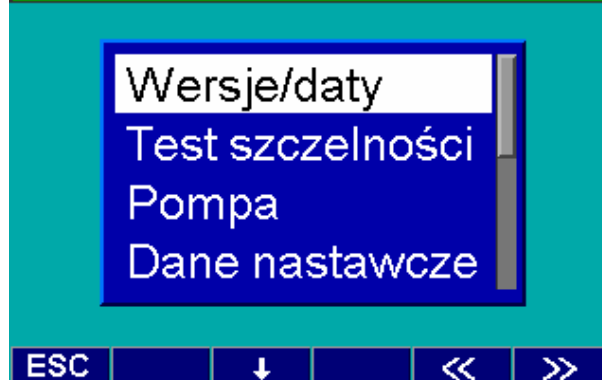 Wersje/daty
Test szczelności
Pompa
Dane nastawcze
ESC ↓ << >>